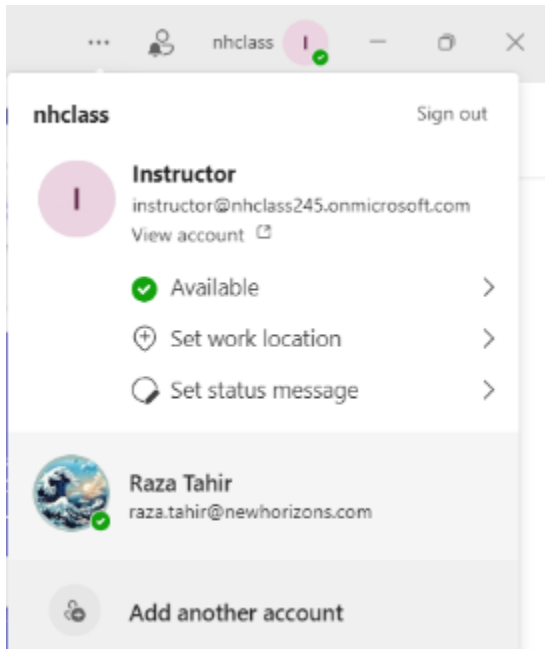 ... nhclass I
nhclass Sign out
I
Instructor
instructor@nhclass245.onmicrosoft.com
View account
Available
Set work location
Set status message
Raza Tahir
raza.tahir@newhorizons.com
Add another account